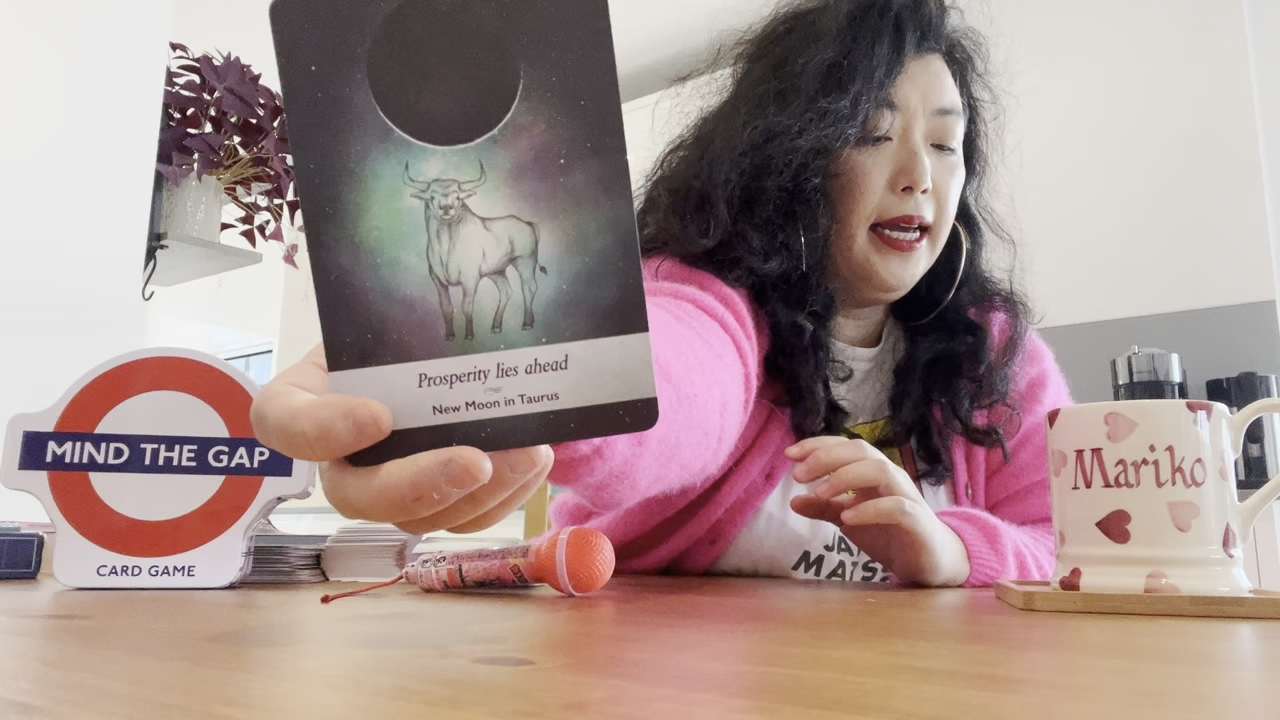 Prosperity lies ahead
New Moon in Taurus
MIND THE GAP
CARD GAME
Mariko